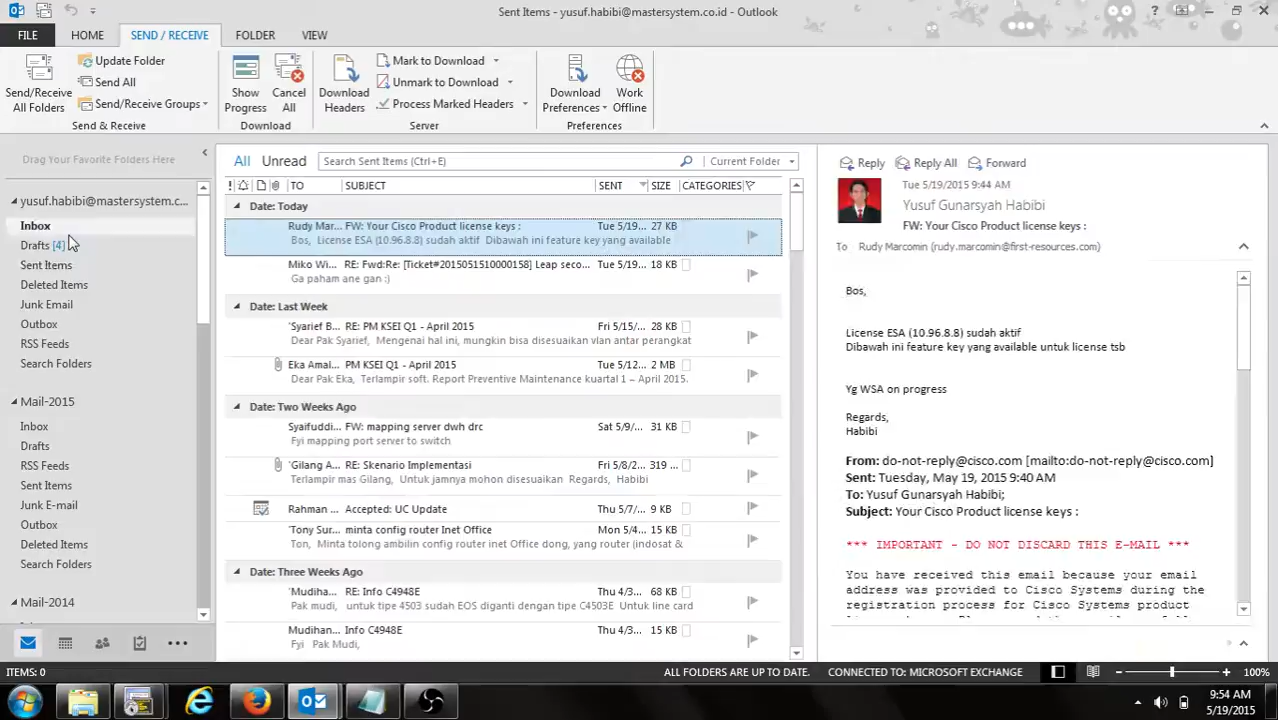 Sent Items - yusuf.habibi@mastersystem.co.id - Outlook
FILE HOME SEND / RECEIVE FOLDER VIEW
Send/Receive All Folders
Update Folder
Send All
Send/Receive Groups
Send & Receive
Show Progress
Cancel All
Download
Download Headers
Mark to Download
Unmark to Download
Process Marked Headers
Server
Download Preferences
Work Offline
Preferences
Drag Your Favorite Folders Here
yusuf.habibi@mastersystem.c...
Inbox
Drafts [4]
Sent Items
Deleted Items
Junk Email
Outbox
RSS Feeds
Search Folders
Mail-2015
Inbox
Drafts
RSS Feeds
Sent Items
Junk E-mail
Outbox
Deleted Items
Search Folders
Mail-2014
All Unread Search Sent Items (Ctrl+E) Current Folder
TO SUBJECT SENT SIZE CATEGORIES
Date: Today
Rudy Mar... FW: Your Cisco Product license keys : Tue 5/19... 27 KB
Bos, License ESA (10.96.8.8) sudah aktif Dibawah ini feature key yang available
Miko Wi... RE: Fwd:Re: [Ticket#2015051510000158] Leap seco... Tue 5/19... 18 KB
Ga paham ane gan :)
Date: Last Week
'Syarief B... RE: PM KSEI Q1 - April 2015 Fri 5/15/... 28 KB
Dear Pak Syarief, Mengenai hal ini, mungkin bisa disesuaikan vlan antar perangkat
Eka Amal... PM KSEI Q1 - April 2015 Tue 5/12... 2 MB
Dear Pak Eka, Terlampir soft. Report Preventive Maintenance kuartal 1 – April 2015.
Date: Two Weeks Ago
Syaifuddi... FW: mapping server dwh drc Sat 5/9/... 31 KB
Fyi mapping port server to switch
'Gilang A... RE: Skenario Implementasi Fri 5/8/2... 319 ...
Terlampir mas Gilang, Untuk jamnya mohon disesuaikan Regards, Habibi
Rahman ... Accepted: UC Update Thu 5/7/... 9 KB
'Tony Sur... minta config router Inet Office Mon 5/4... 15 KB
Ton, Minta tolong ambilin config router inet Office dong, yang router (indosat &
Date: Three Weeks Ago
'Mudiha... RE: Info C4948E Thu 4/3... 68 KB
Pak mudi, untuk tipe 4503 sudah EOS diganti dengan tipe C4503E Untuk line card
Mudihan... Info C4948E Thu 4/3... 15 KB
Fyi Pak Mudi,
Reply Reply All Forward
Tue 5/19/2015 9:44 AM
Yusuf Gunarsyah Habibi
FW: Your Cisco Product license keys :
To Rudy Marcomin (rudy.marcomin@first-resources.com)
Bos,
License ESA (10.96.8.8) sudah aktif
Dibawah ini feature key yang available untuk license tsb
Yg WSA on progress
Regards,
Habibi
From: do-not-reply@cisco.com [mailto:do-not-reply@cisco.com]
Sent: Tuesday, May 19, 2015 9:40 AM
To: Yusuf Gunarsyah Habibi;
Subject: Your Cisco Product license keys :
*** IMPORTANT - DO NOT DISCARD THIS E-MAIL ***
You have received this email because your email
address was provided to Cisco Systems during the
registration process for Cisco Systems product
ITEMS: 0 ALL FOLDERS ARE UP TO DATE. CONNECTED TO: MICROSOFT EXCHANGE 100%
9:54 AM
5/19/2015